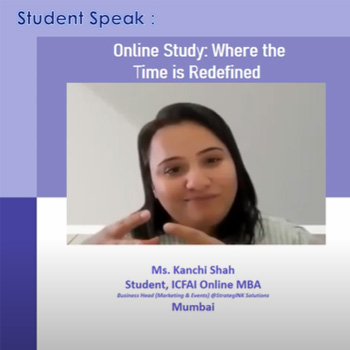 Student Speak :
Online Study: Where the
Time is Redefined
Ms. Kanchi Shah
Student, ICFAI Online MBA
Business Head (Marketing & Events) @StrategINK Solutions
Mumbai